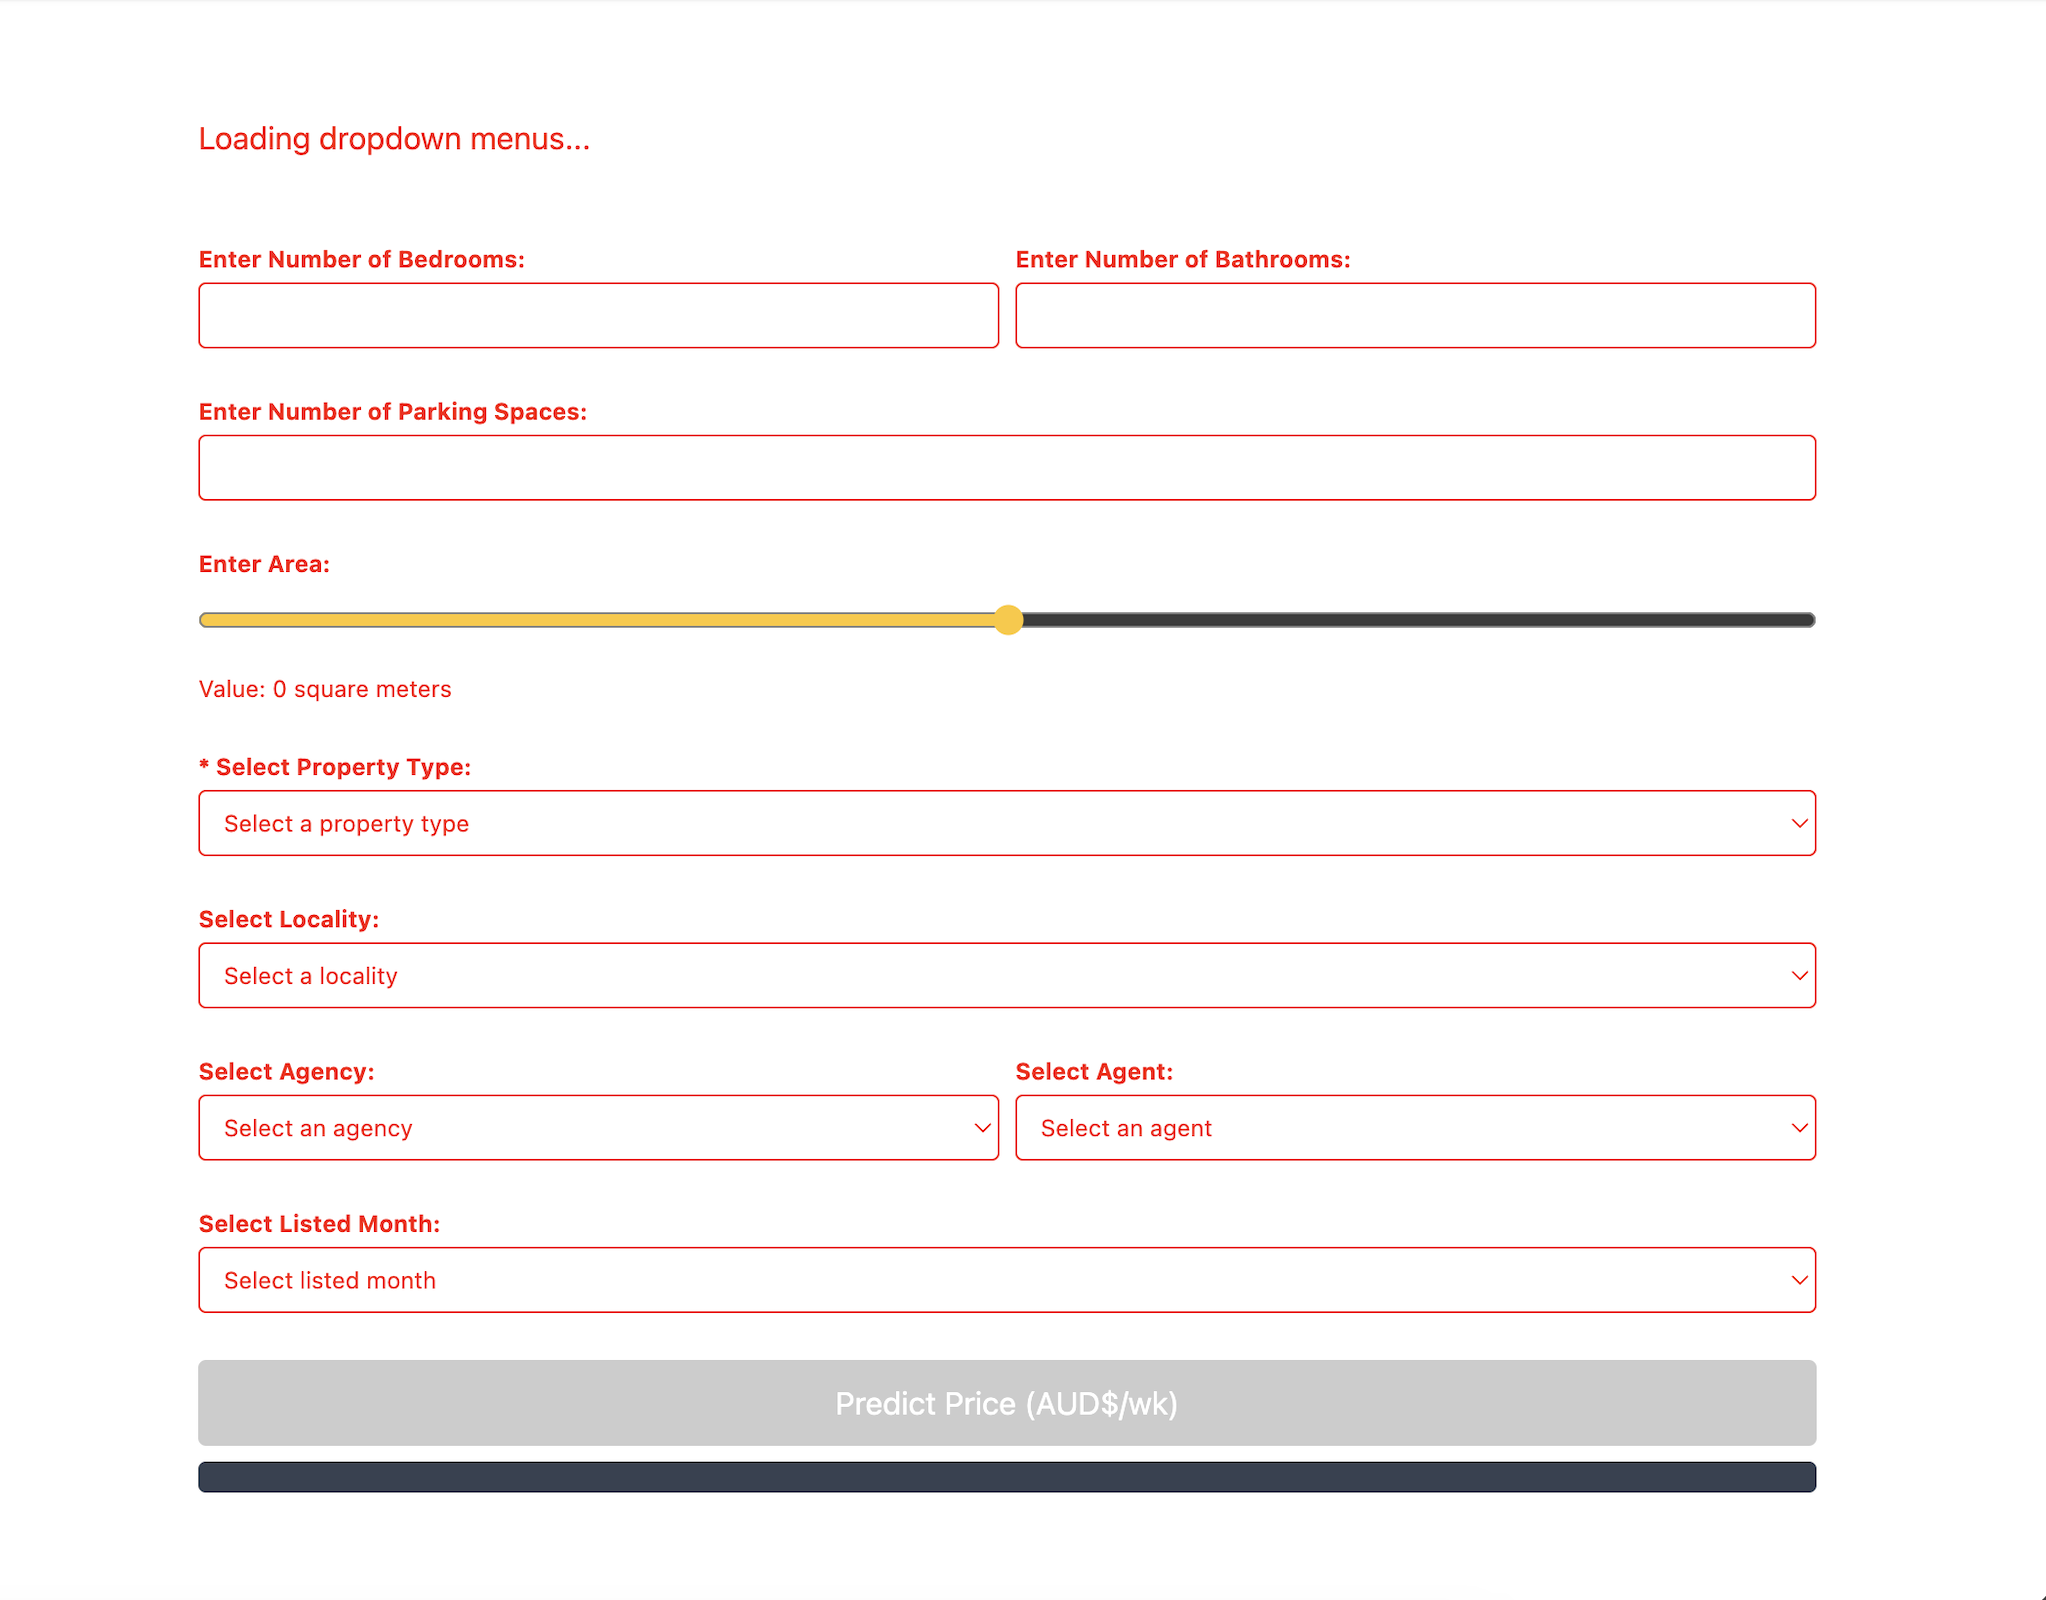 Loading dropdown menus...
Enter Number of Bedrooms:
Enter Number of Bathrooms:
Enter Number of Parking Spaces:
Enter Area:
Value: 0 square meters
* Select Property Type:
Select a property type
Select Locality:
Select a locality
Select Agency:
Select an agency
Select Agent:
Select an agent
Select Listed Month:
Select listed month
Predict Price (AUD$/wk)